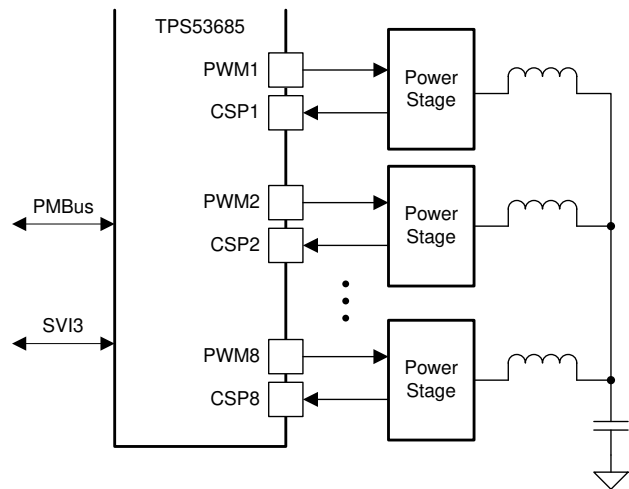 TPS53685
PWM1
Power
Stage
CSP1
PWM2
Power
Stage
PMBus
CSP2
SVI3
PWM8
Power
Stage
CSP8